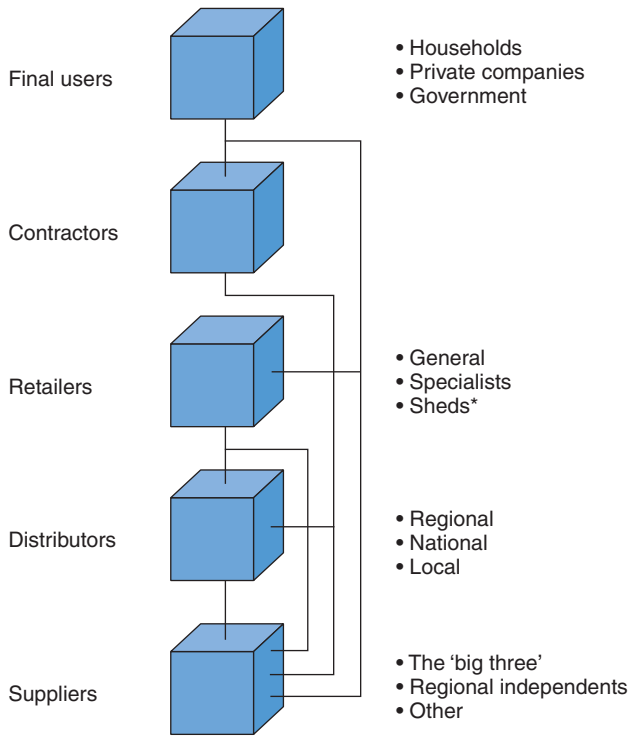 Final users
• Households
• Private companies
• Government
Contractors
Retailers
• General
• Specialists
• Sheds*
Distributors
• Regional
• National
• Local
Suppliers
• The ‘big three’
• Regional independents
• Other